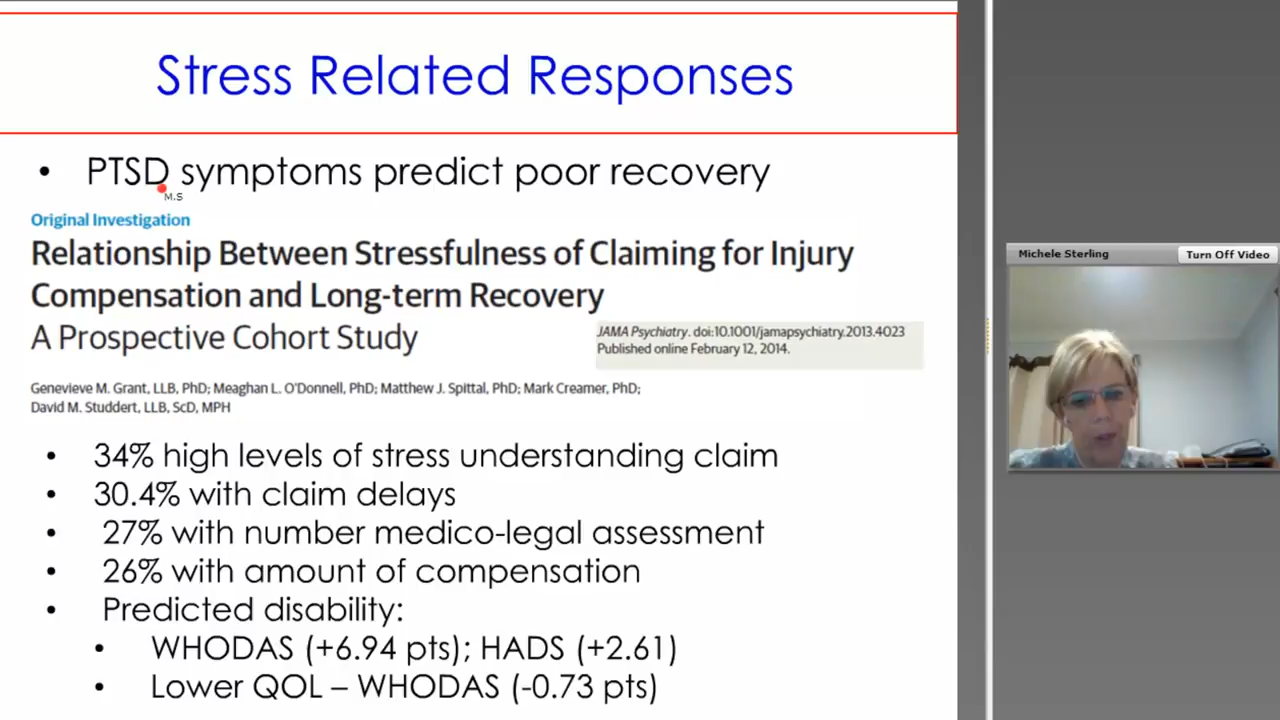 Stress Related Responses
• PTSD symptoms predict poor recovery
M.S
Original Investigation
Relationship Between Stressfulness of Claiming for Injury
Compensation and Long-term Recovery
A Prospective Cohort Study
JAMA Psychiatry. doi:10.1001/jamapsychiatry.2013.4023
Published online February 12, 2014.
Genevieve M. Grant, LLB, PhD; Meaghan L. O'Donnell, PhD; Matthew J. Spittal, PhD; Mark Creamer, PhD;
David M. Studdert, LLB, ScD, MPH
• 34% high levels of stress understanding claim
• 30.4% with claim delays
• 27% with number medico-legal assessment
• 26% with amount of compensation
• Predicted disability:
• WHODAS (+6.94 pts); HADS (+2.61)
• Lower QOL – WHODAS (-0.73 pts)
Michele Sterling
Turn Off Video